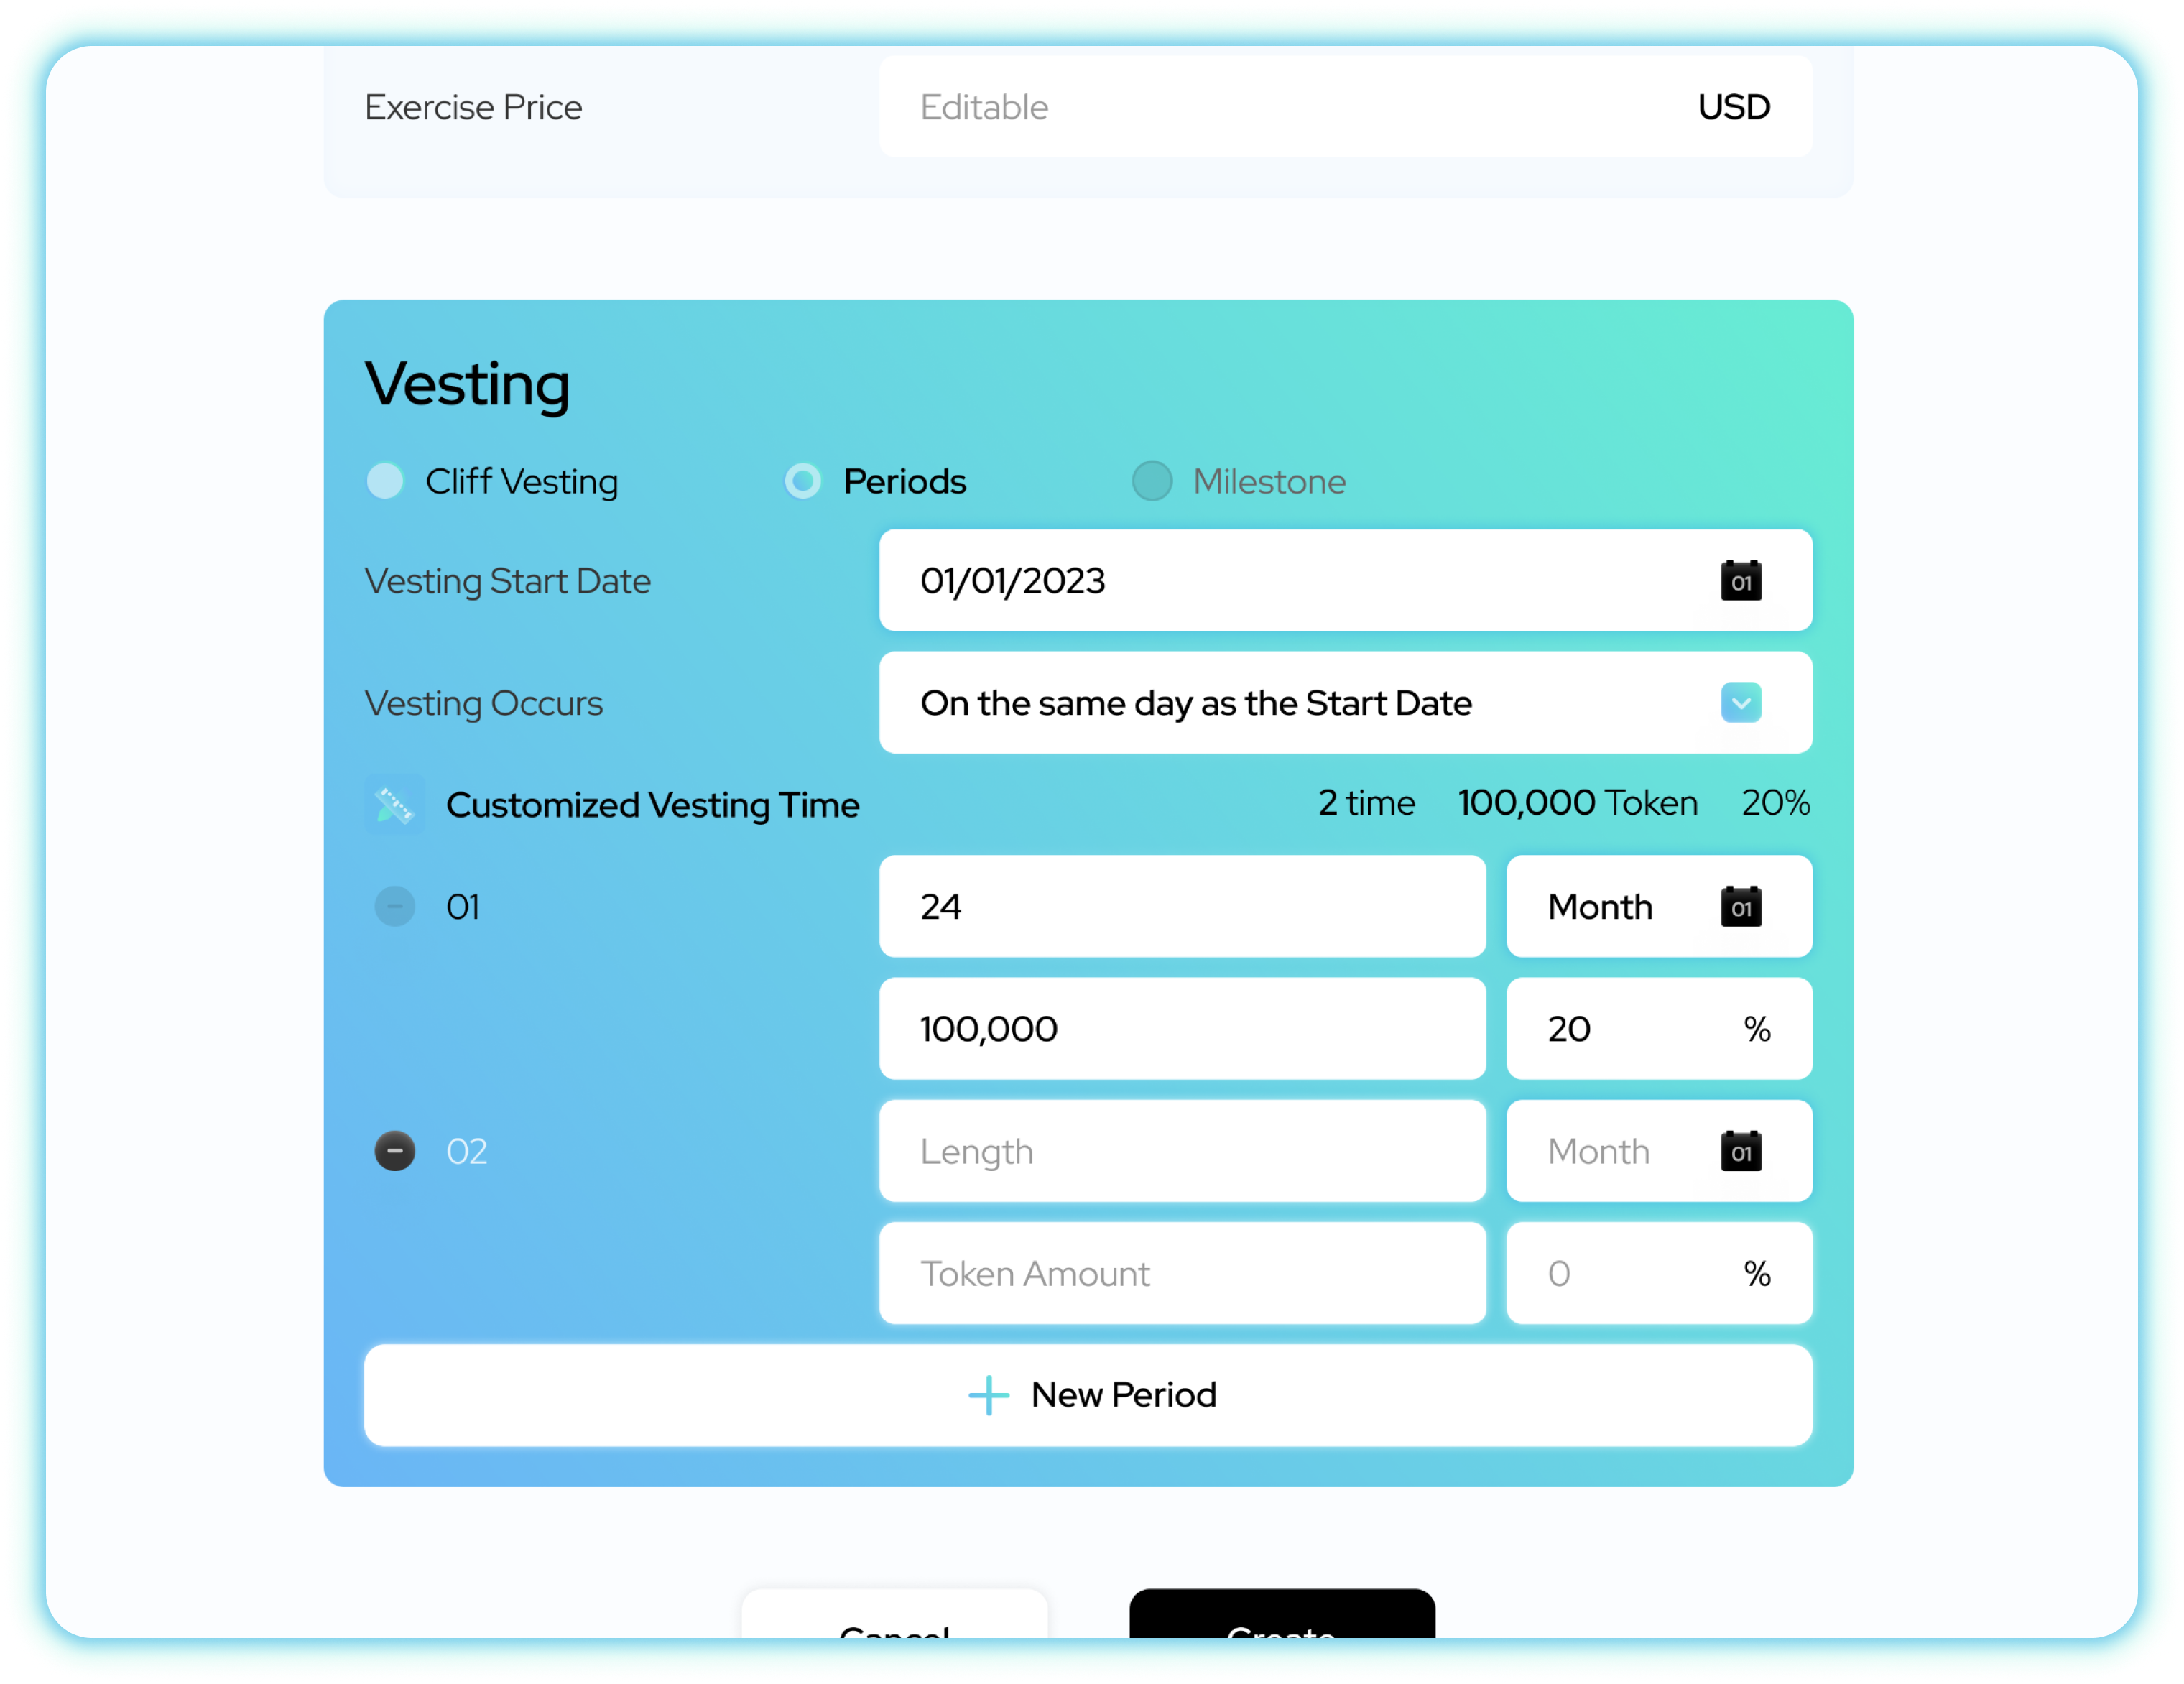 Exercise Price Editable USD
Vesting
Cliff Vesting Periods Milestone
Vesting Start Date 01/01/2023 01
Vesting Occurs On the same day as the Start Date
Customized Vesting Time 2 time 100,000 Token 20%
01 24 Month 01
100,000 20 %
02 Length Month 01
Token Amount 0 %
New Period
Cancel Create